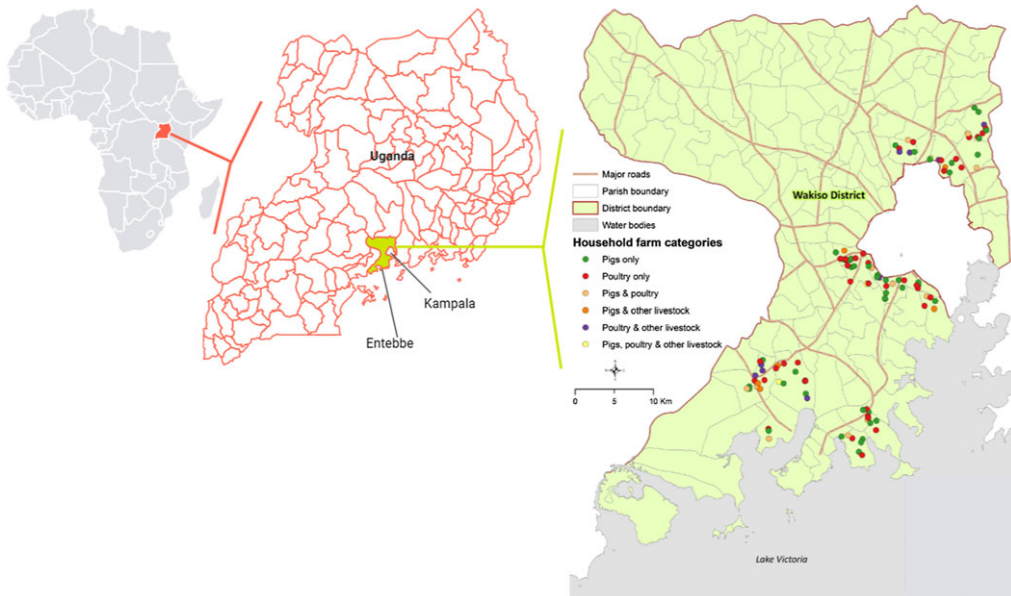 Uganda
Kampala
Entebbe
Major roads
Parish boundary
District boundary
Water bodies
Household farm categories
Pigs only
Poultry only
Pigs & poultry
Pigs & other livestock
Poultry & other livestock
Pigs, poultry & other livestock
0 5 10 Km
Wakiso District
Lake Victoria